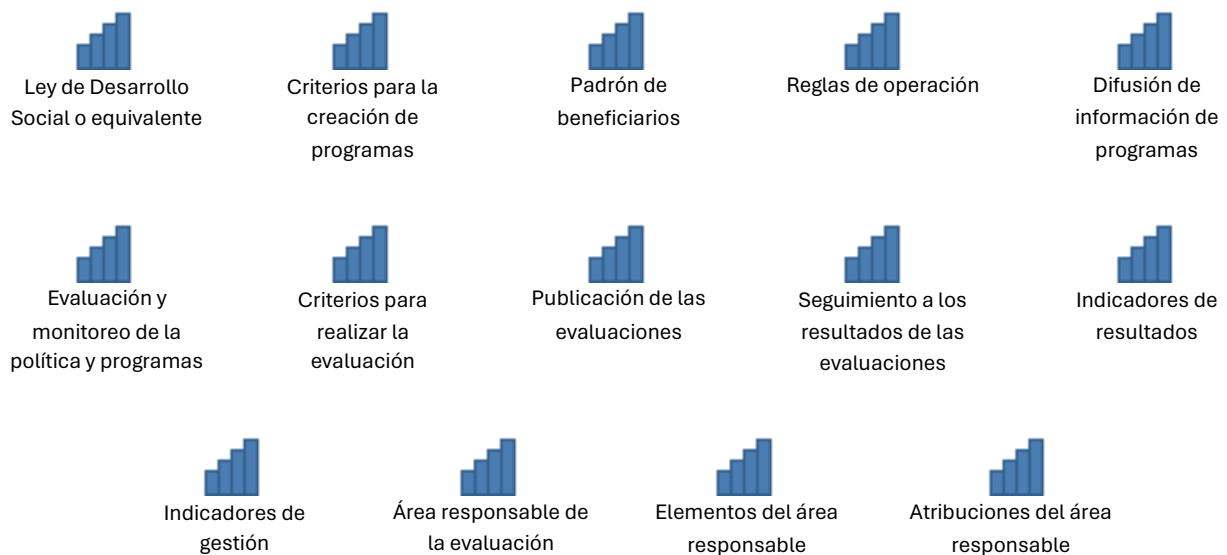 Ley de Desarrollo
Social o equivalente
Criterios para la
creación de
programas
Padrón de
beneficiarios
Reglas de operación
Difusión de
información de
programas
Evaluación y
monitoreo de la
política y programas
Criterios para
realizar la
evaluación
Publicación de las
evaluaciones
Seguimiento a los
resultados de las
evaluaciones
Indicadores de
resultados
Indicadores de
gestión
Área responsable de
la evaluación
Elementos del área
responsable
Atribuciones del área
responsable